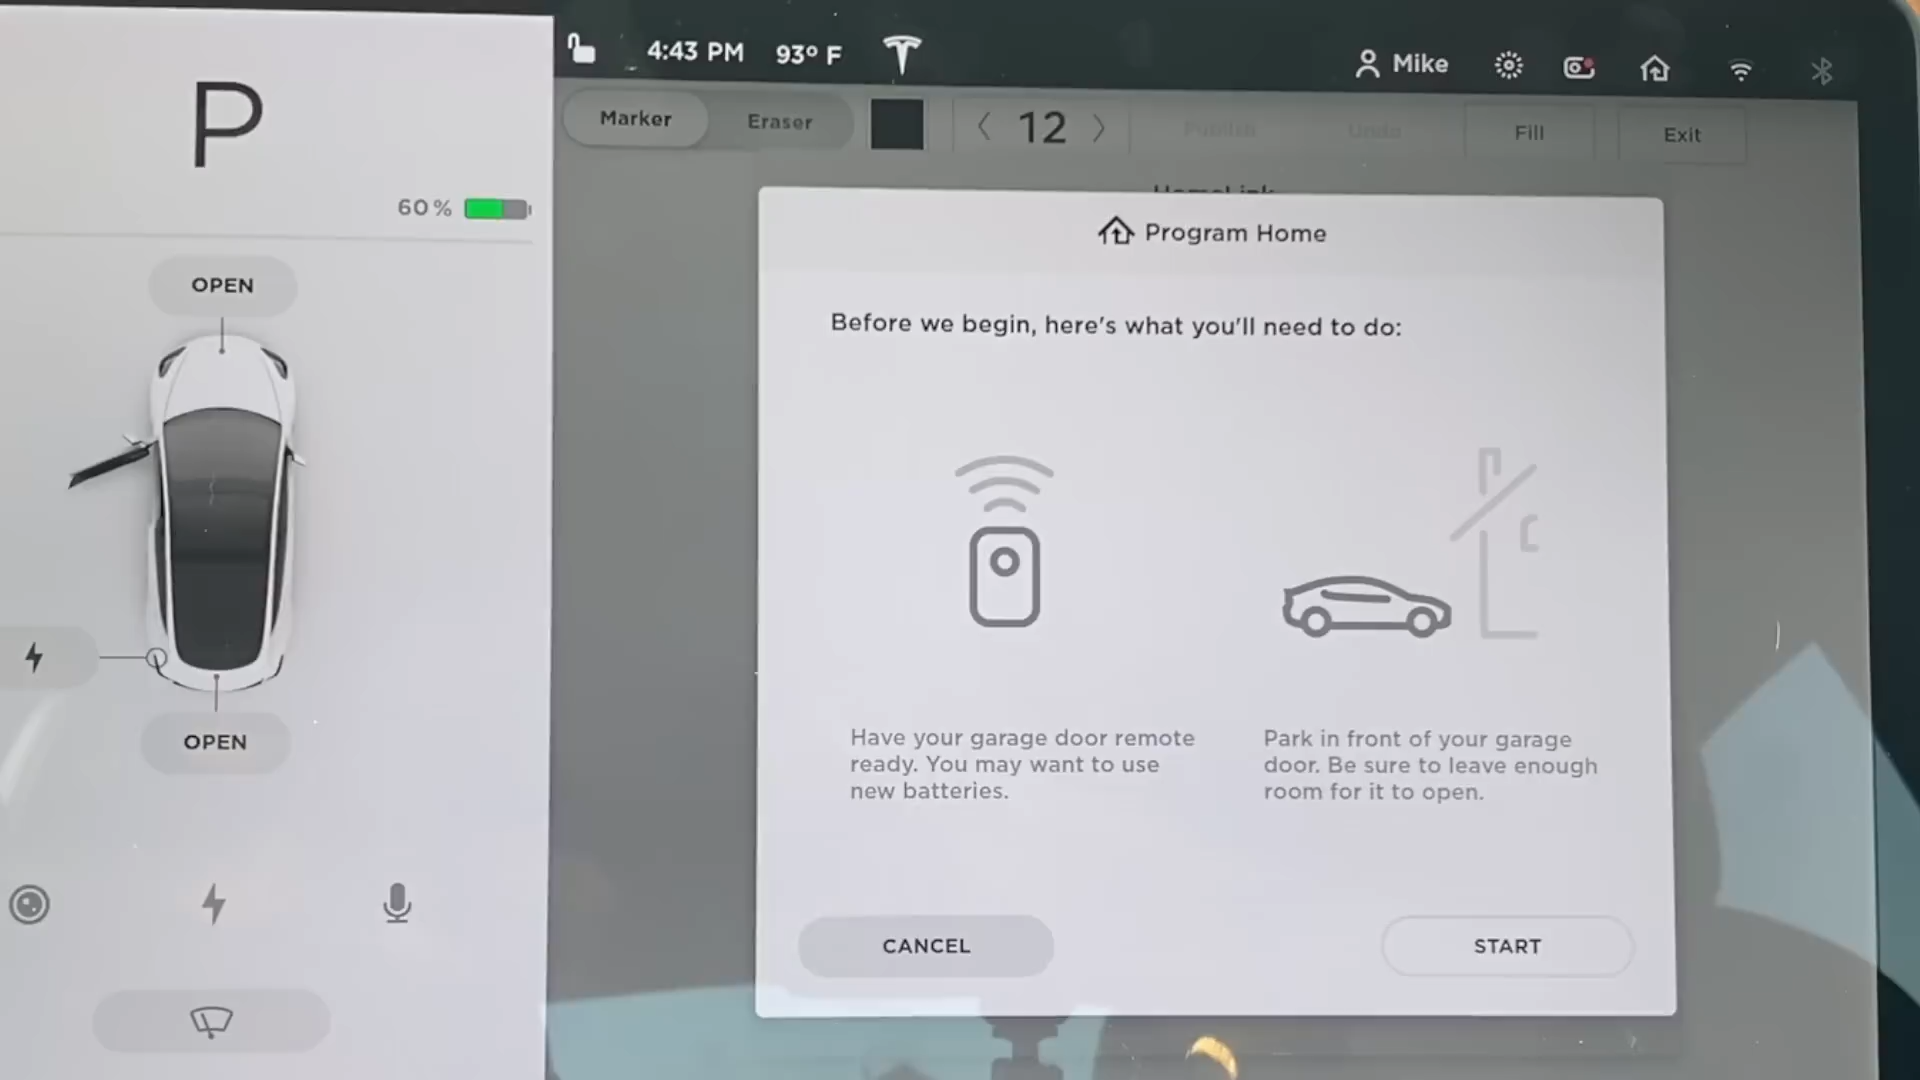 P
60%
OPEN
OPEN
4:43 PM 93° F
Mike
Marker Eraser 12 Publish Undo Fill Exit
HomeLink
Program Home
Before we begin, here's what you'll need to do:
Have your garage door remote
ready. You may want to use
new batteries.
Park in front of your garage
door. Be sure to leave enough
room for it to open.
CANCEL START